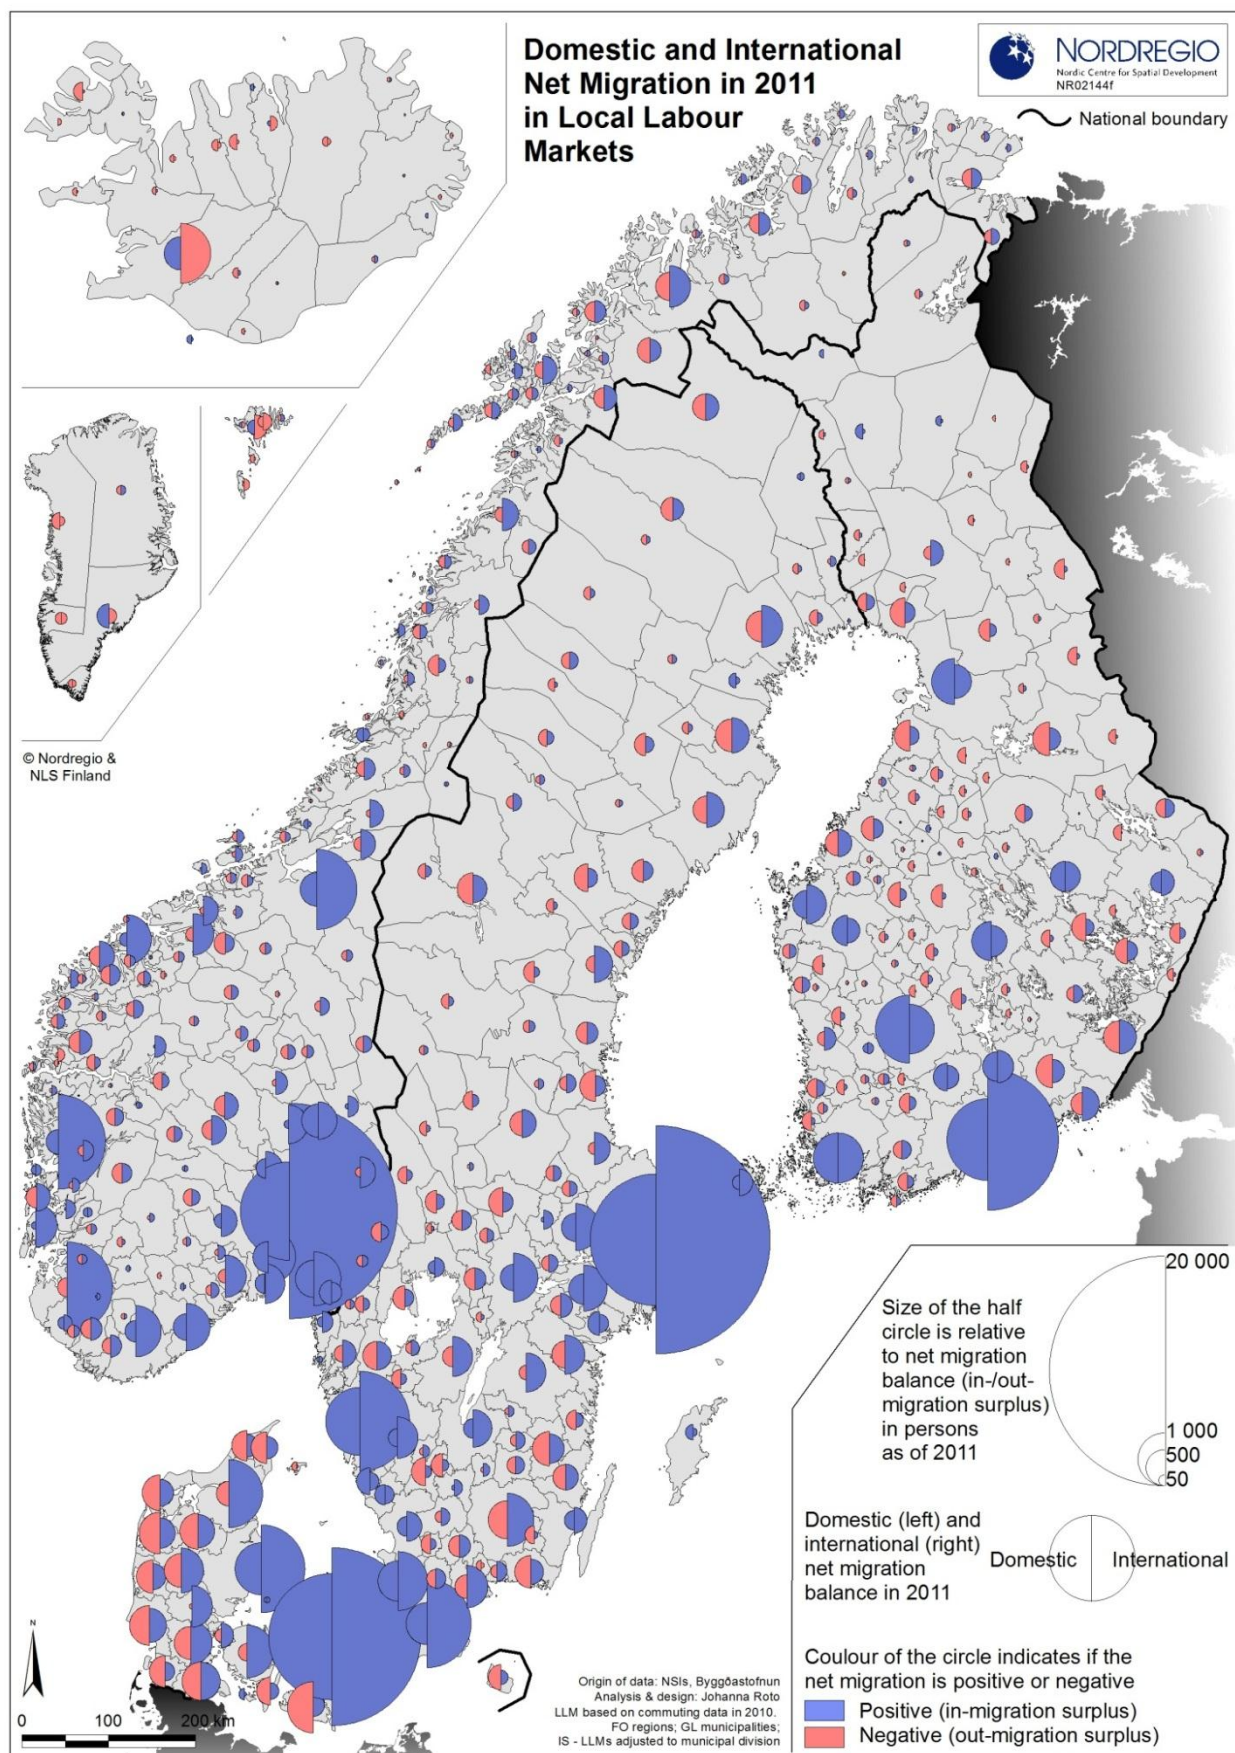 Domestic and International
Net Migration in 2011
in Local Labour
Markets
NORDREGIO
Nordic Centre for Spatial Development
NR02144f
National boundary
© Nordregio &
NLS Finland
Size of the half
circle is relative
to net migration
balance (in-/out-
migration surplus)
in persons
as of 2011
20 000
1 000
500
50
Domestic (left) and
international (right)
net migration
balance in 2011
Domestic
International
Coulour of the circle indicates if the
net migration is positive or negative
Positive (in-migration surplus)
Negative (out-migration surplus)
N
0 100 200 km
Origin of data: NSIs, Byggðastofnun
Analysis & design: Johanna Roto
LLM based on commuting data in 2010.
FO regions; GL municipalities;
IS - LLMs adjusted to municipal division